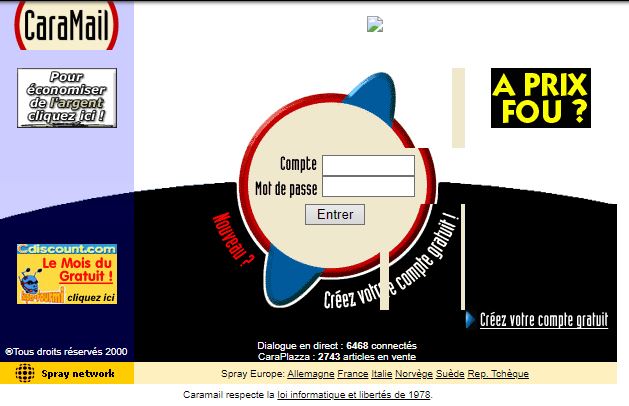 CaraMail
Pour
économiser
de l'argent
cliquez ici !
A PRIX
FOU ?
Compte
Mot de passe
Entrer
Nouveau ?
Créez votre compte gratuit !
Cdiscount.com
Le Mois du
Gratuit !
cliquez ici
Créez votre compte gratuit
®Tous droits réservés 2000
Dialogue en direct : 6468 connectés
CaraPlazza : 2743 articles en vente
Spray network
Spray Europe: Allemagne France Italie Norvège Suède Rep. Tchèque
Caramail respecte la loi informatique et libertés de 1978.